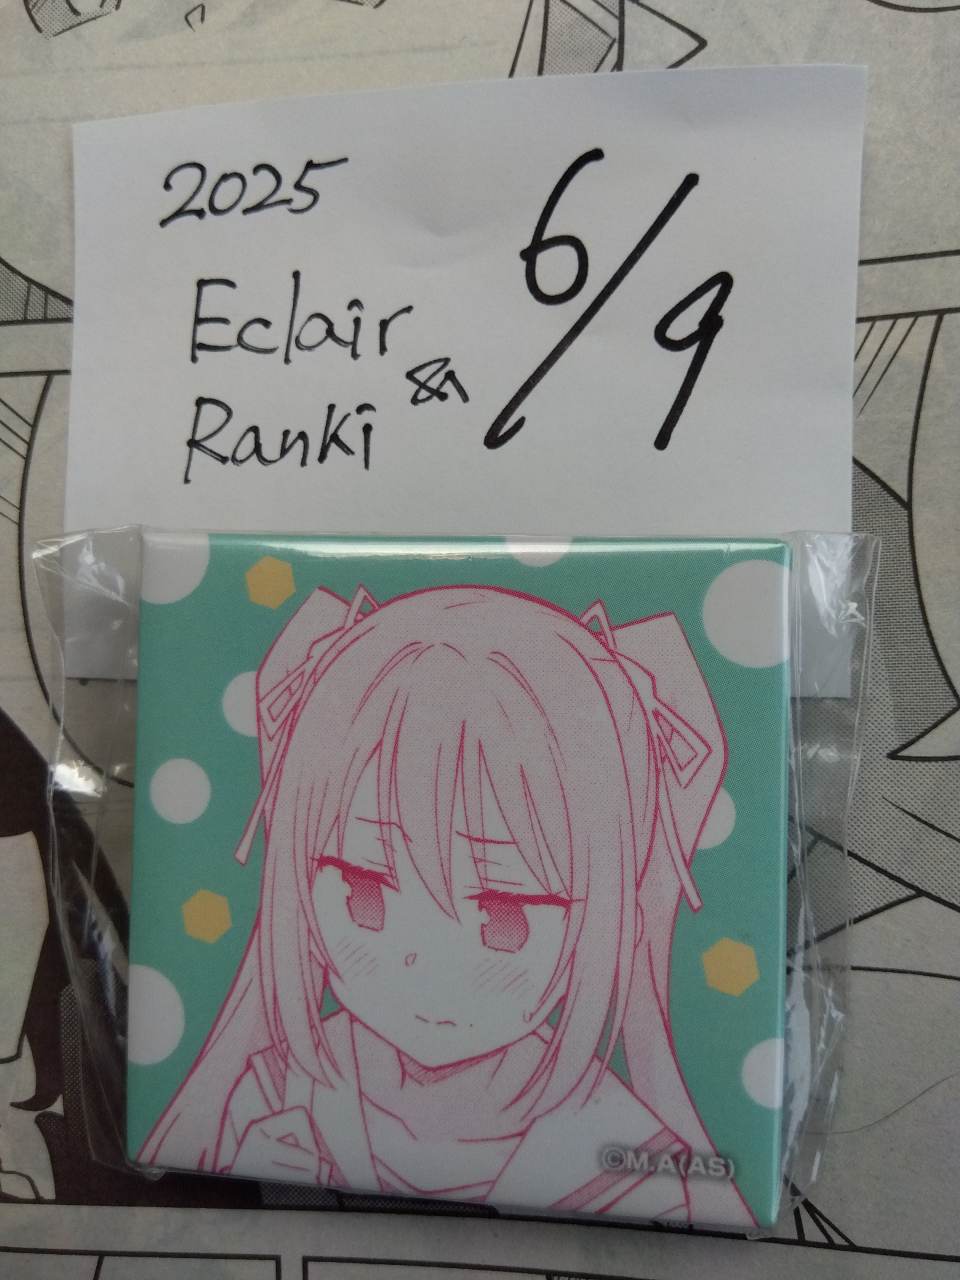 2025
6/9
Eclair
&
Ranki
©M.A(AS)